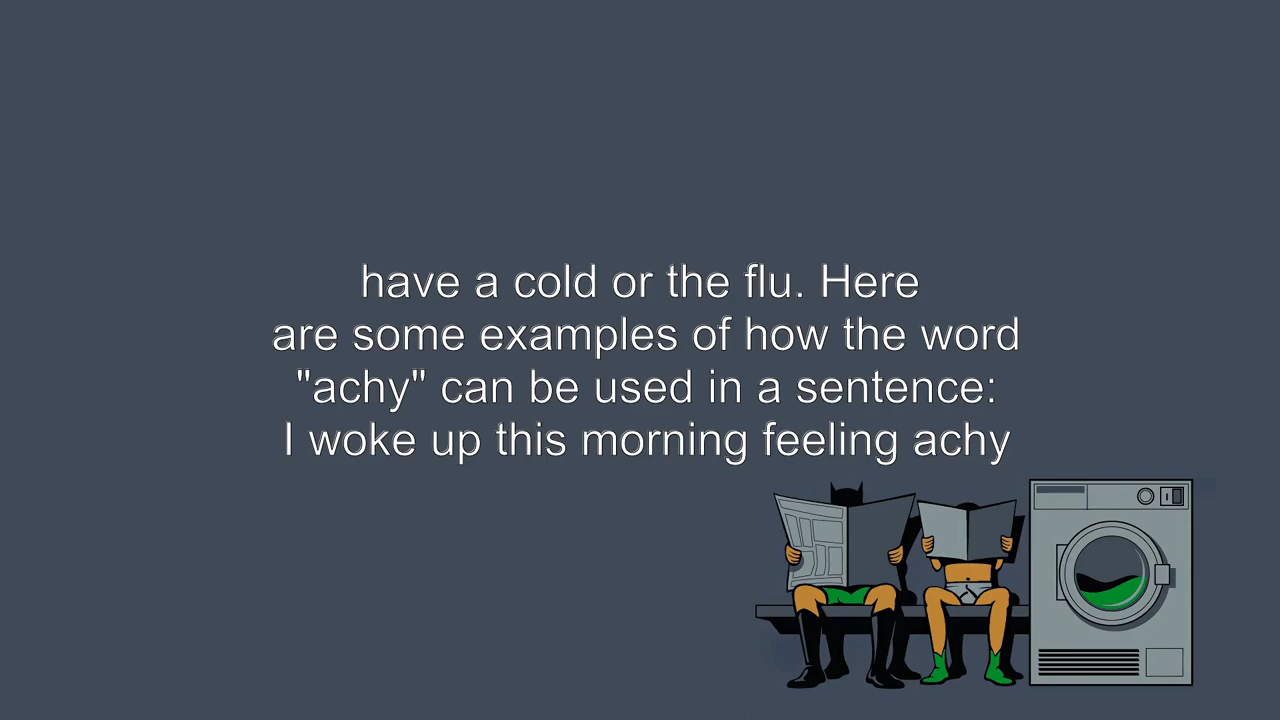 have a cold or the flu. Here
are some examples of how the word
"achy" can be used in a sentence:
I woke up this morning feeling achy